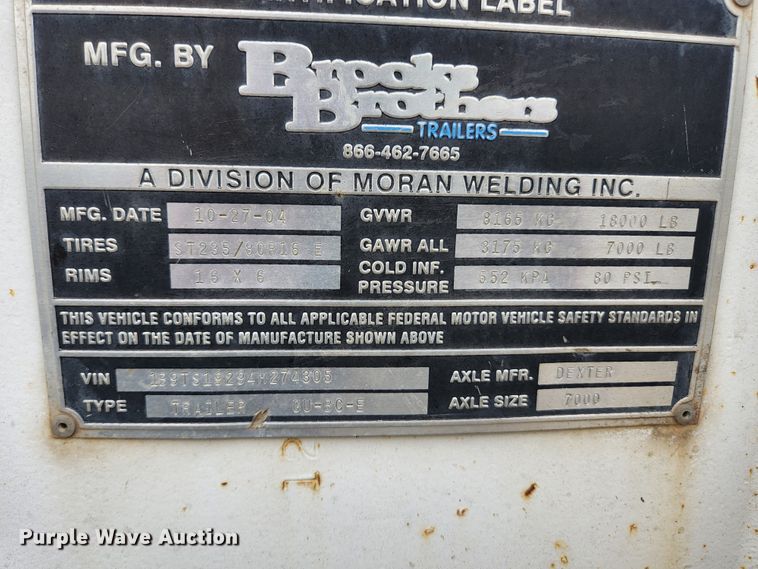 IFICATION LABEL
MFG. BY Brooks Brothers
TRAILERS
866-462-7665
A DIVISION OF MORAN WELDING INC.
MFG. DATE 10-27-04 GVWR 8165 KG 18000 LB
TIRES ST235/80R16 E GAWR ALL 3175 KG 7000 LB
RIMS 16 X 6 COLD INF. PRESSURE 552 KPA 80 PSI
THIS VEHICLE CONFORMS TO ALL APPLICABLE FEDERAL MOTOR VEHICLE SAFETY STANDARDS IN
EFFECT ON THE DATE OF MANUFACTURE SHOWN ABOVE
VIN 1B9TS19294H274305 AXLE MFR. DEXTER
TYPE TRAILER AXLE SIZE 7000
Purple Wave Auction